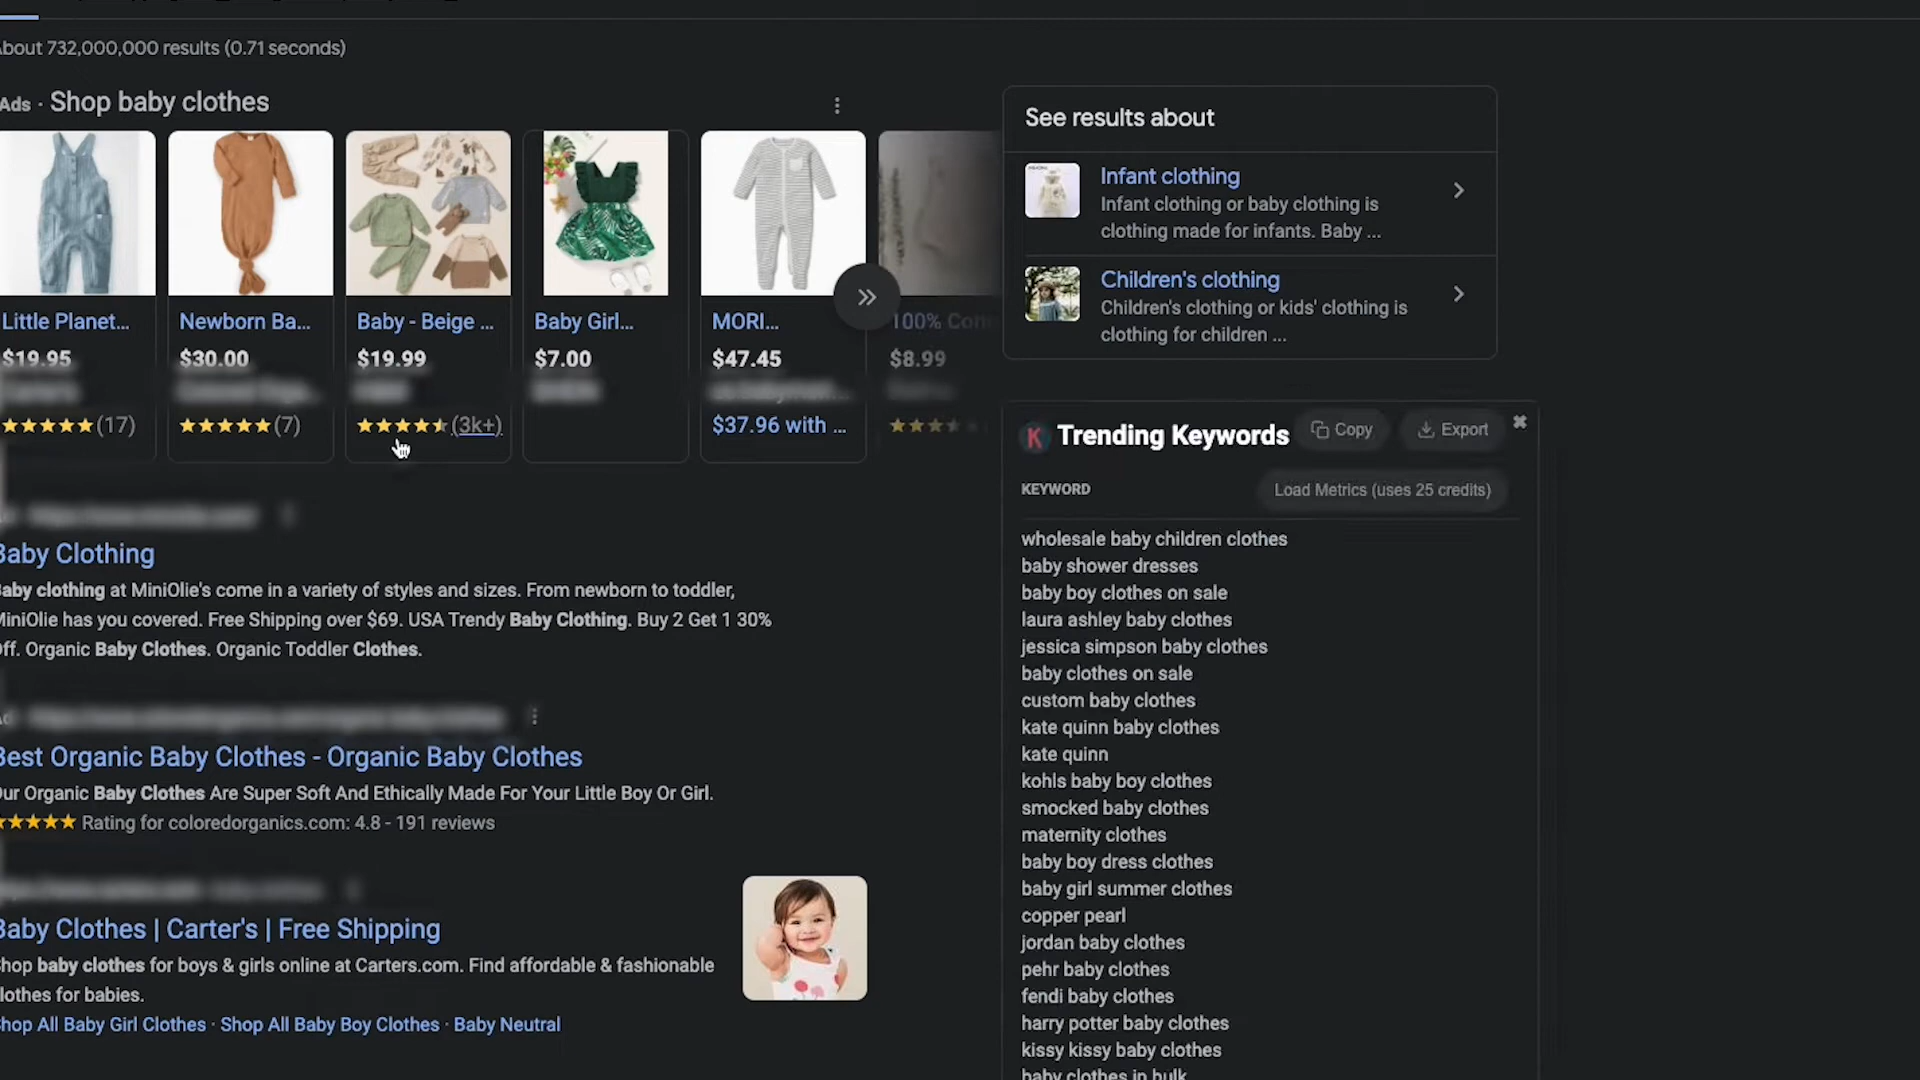 bout 732,000,000 results (0.71 seconds)
Ads · Shop baby clothes
Little Planet...
$19.95
(17)
Newborn Ba...
$30.00
(7)
Baby - Beige ...
$19.99
(3k+)
Baby Girl...
$7.00
MORI...
$47.45
$37.96 with ...
100% Co
$8.99
See results about
Infant clothing
Infant clothing or baby clothing is
clothing made for infants. Baby ...
Children's clothing
Children's clothing or kids' clothing is
clothing for children ...
Baby Clothing
aby clothing at MiniOlie's come in a variety of styles and sizes. From newborn to toddler,
MiniOlie has you covered. Free Shipping over $69. USA Trendy Baby Clothing. Buy 2 Get 1 30%
ff. Organic Baby Clothes. Organic Toddler Clothes.
Best Organic Baby Clothes - Organic Baby Clothes
ur Organic Baby Clothes Are Super Soft And Ethically Made For Your Little Boy Or Girl.
Rating for coloredorganics.com: 4.8 - 191 reviews
Baby Clothes | Carter's | Free Shipping
hop baby clothes for boys & girls online at Carters.com. Find affordable & fashionable
lothes for babies.
hop All Baby Girl Clothes · Shop All Baby Boy Clothes · Baby Neutral
K Trending Keywords
Copy
Export
KEYWORD
Load Metrics (uses 25 credits)
wholesale baby children clothes
baby shower dresses
baby boy clothes on sale
laura ashley baby clothes
jessica simpson baby clothes
baby clothes on sale
custom baby clothes
kate quinn baby clothes
kate quinn
kohls baby boy clothes
smocked baby clothes
maternity clothes
baby boy dress clothes
baby girl summer clothes
copper pearl
jordan baby clothes
pehr baby clothes
fendi baby clothes
harry potter baby clothes
kissy kissy baby clothes
baby clothes in bulk